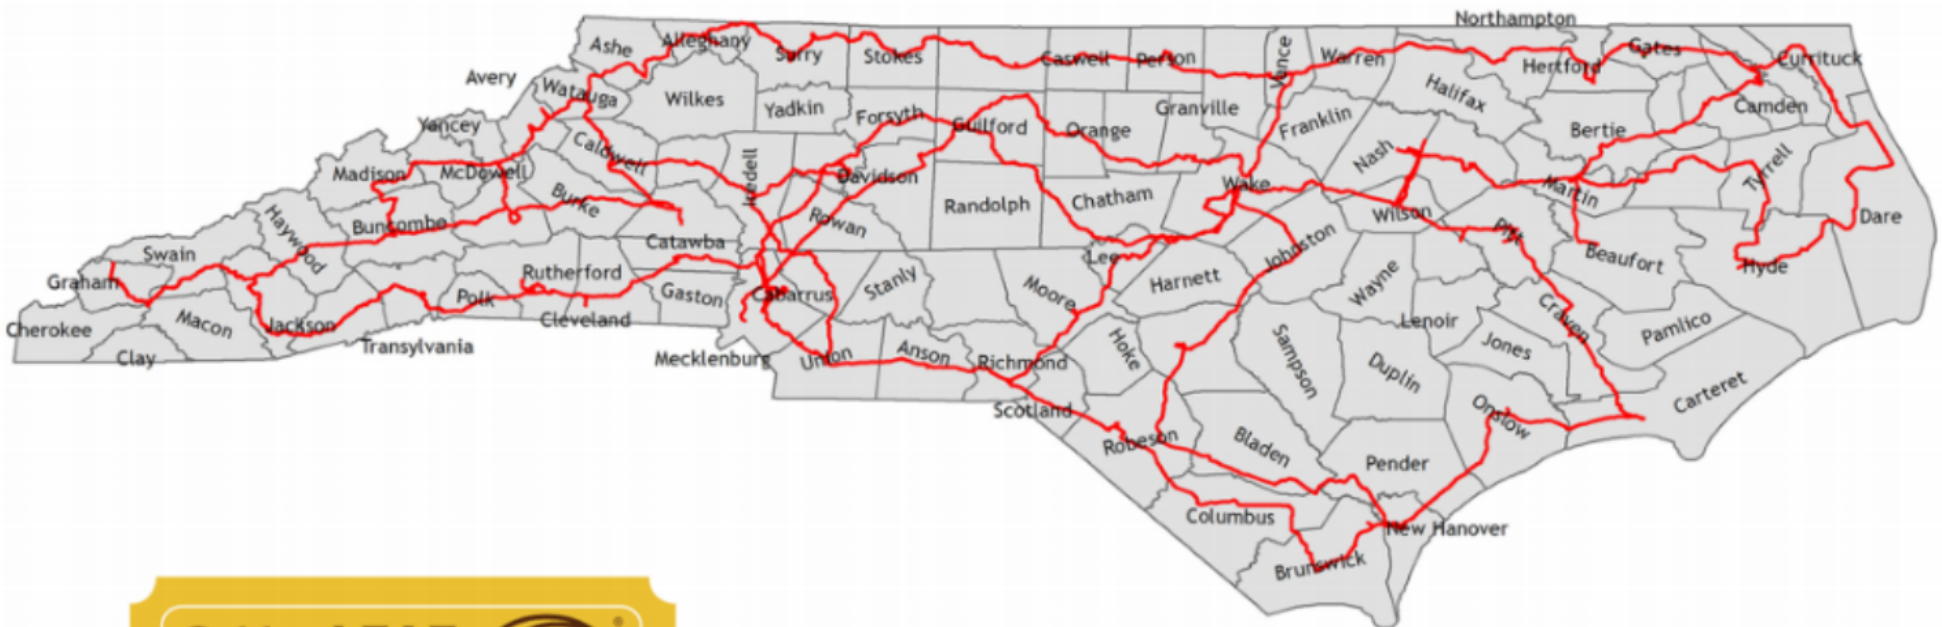 Northampton
Ashe
Alleghany
Surry
Stokes
Caswell
Person
Vance
Warren
Gates
Currituck
Hertford
Avery
Watauga
Wilkes
Yadkin
Forsyth
Guilford
Orange
Granville
Franklin
Halifax
Bertie
Camden
Yancey
Caldwell
Iredell
Davidson
Nash
Martin
Tyrrell
Madison
McDowell
Burke
Wake
Randolph
Chatham
Wilson
Pitt
Dare
Haywood
Buncombe
Rowan
Catawba
Johnston
Beaufort
Hyde
Swain
Graham
Rutherford
Lee
Harnett
Wayne
Polk
Gaston
Cabarrus
Stanly
Moore
Craven
Cherokee
Macon
Jackson
Cleveland
Lenoir
Pamlico
Clay
Transylvania
Mecklenburg
Union
Anson
Richmond
Hoke
Sampson
Duplin
Jones
Carteret
Scotland
Onslow
Robeson
Bladen
Pender
Columbus
New Hanover
Brunswick
®